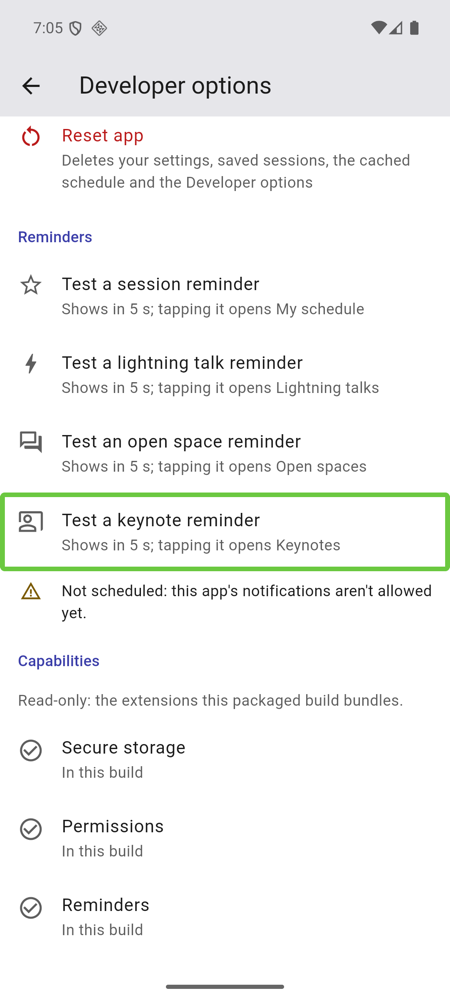 7:05
Developer options
Reset app
Deletes your settings, saved sessions, the cached
schedule and the Developer options
Reminders
Test a session reminder
Shows in 5 s; tapping it opens My schedule
Test a lightning talk reminder
Shows in 5 s; tapping it opens Lightning talks
Test an open space reminder
Shows in 5 s; tapping it opens Open spaces
Test a keynote reminder
Shows in 5 s; tapping it opens Keynotes
Not scheduled: this app's notifications aren't allowed
yet.
Capabilities
Read-only: the extensions this packaged build bundles.
Secure storage
In this build
Permissions
In this build
Reminders
In this build